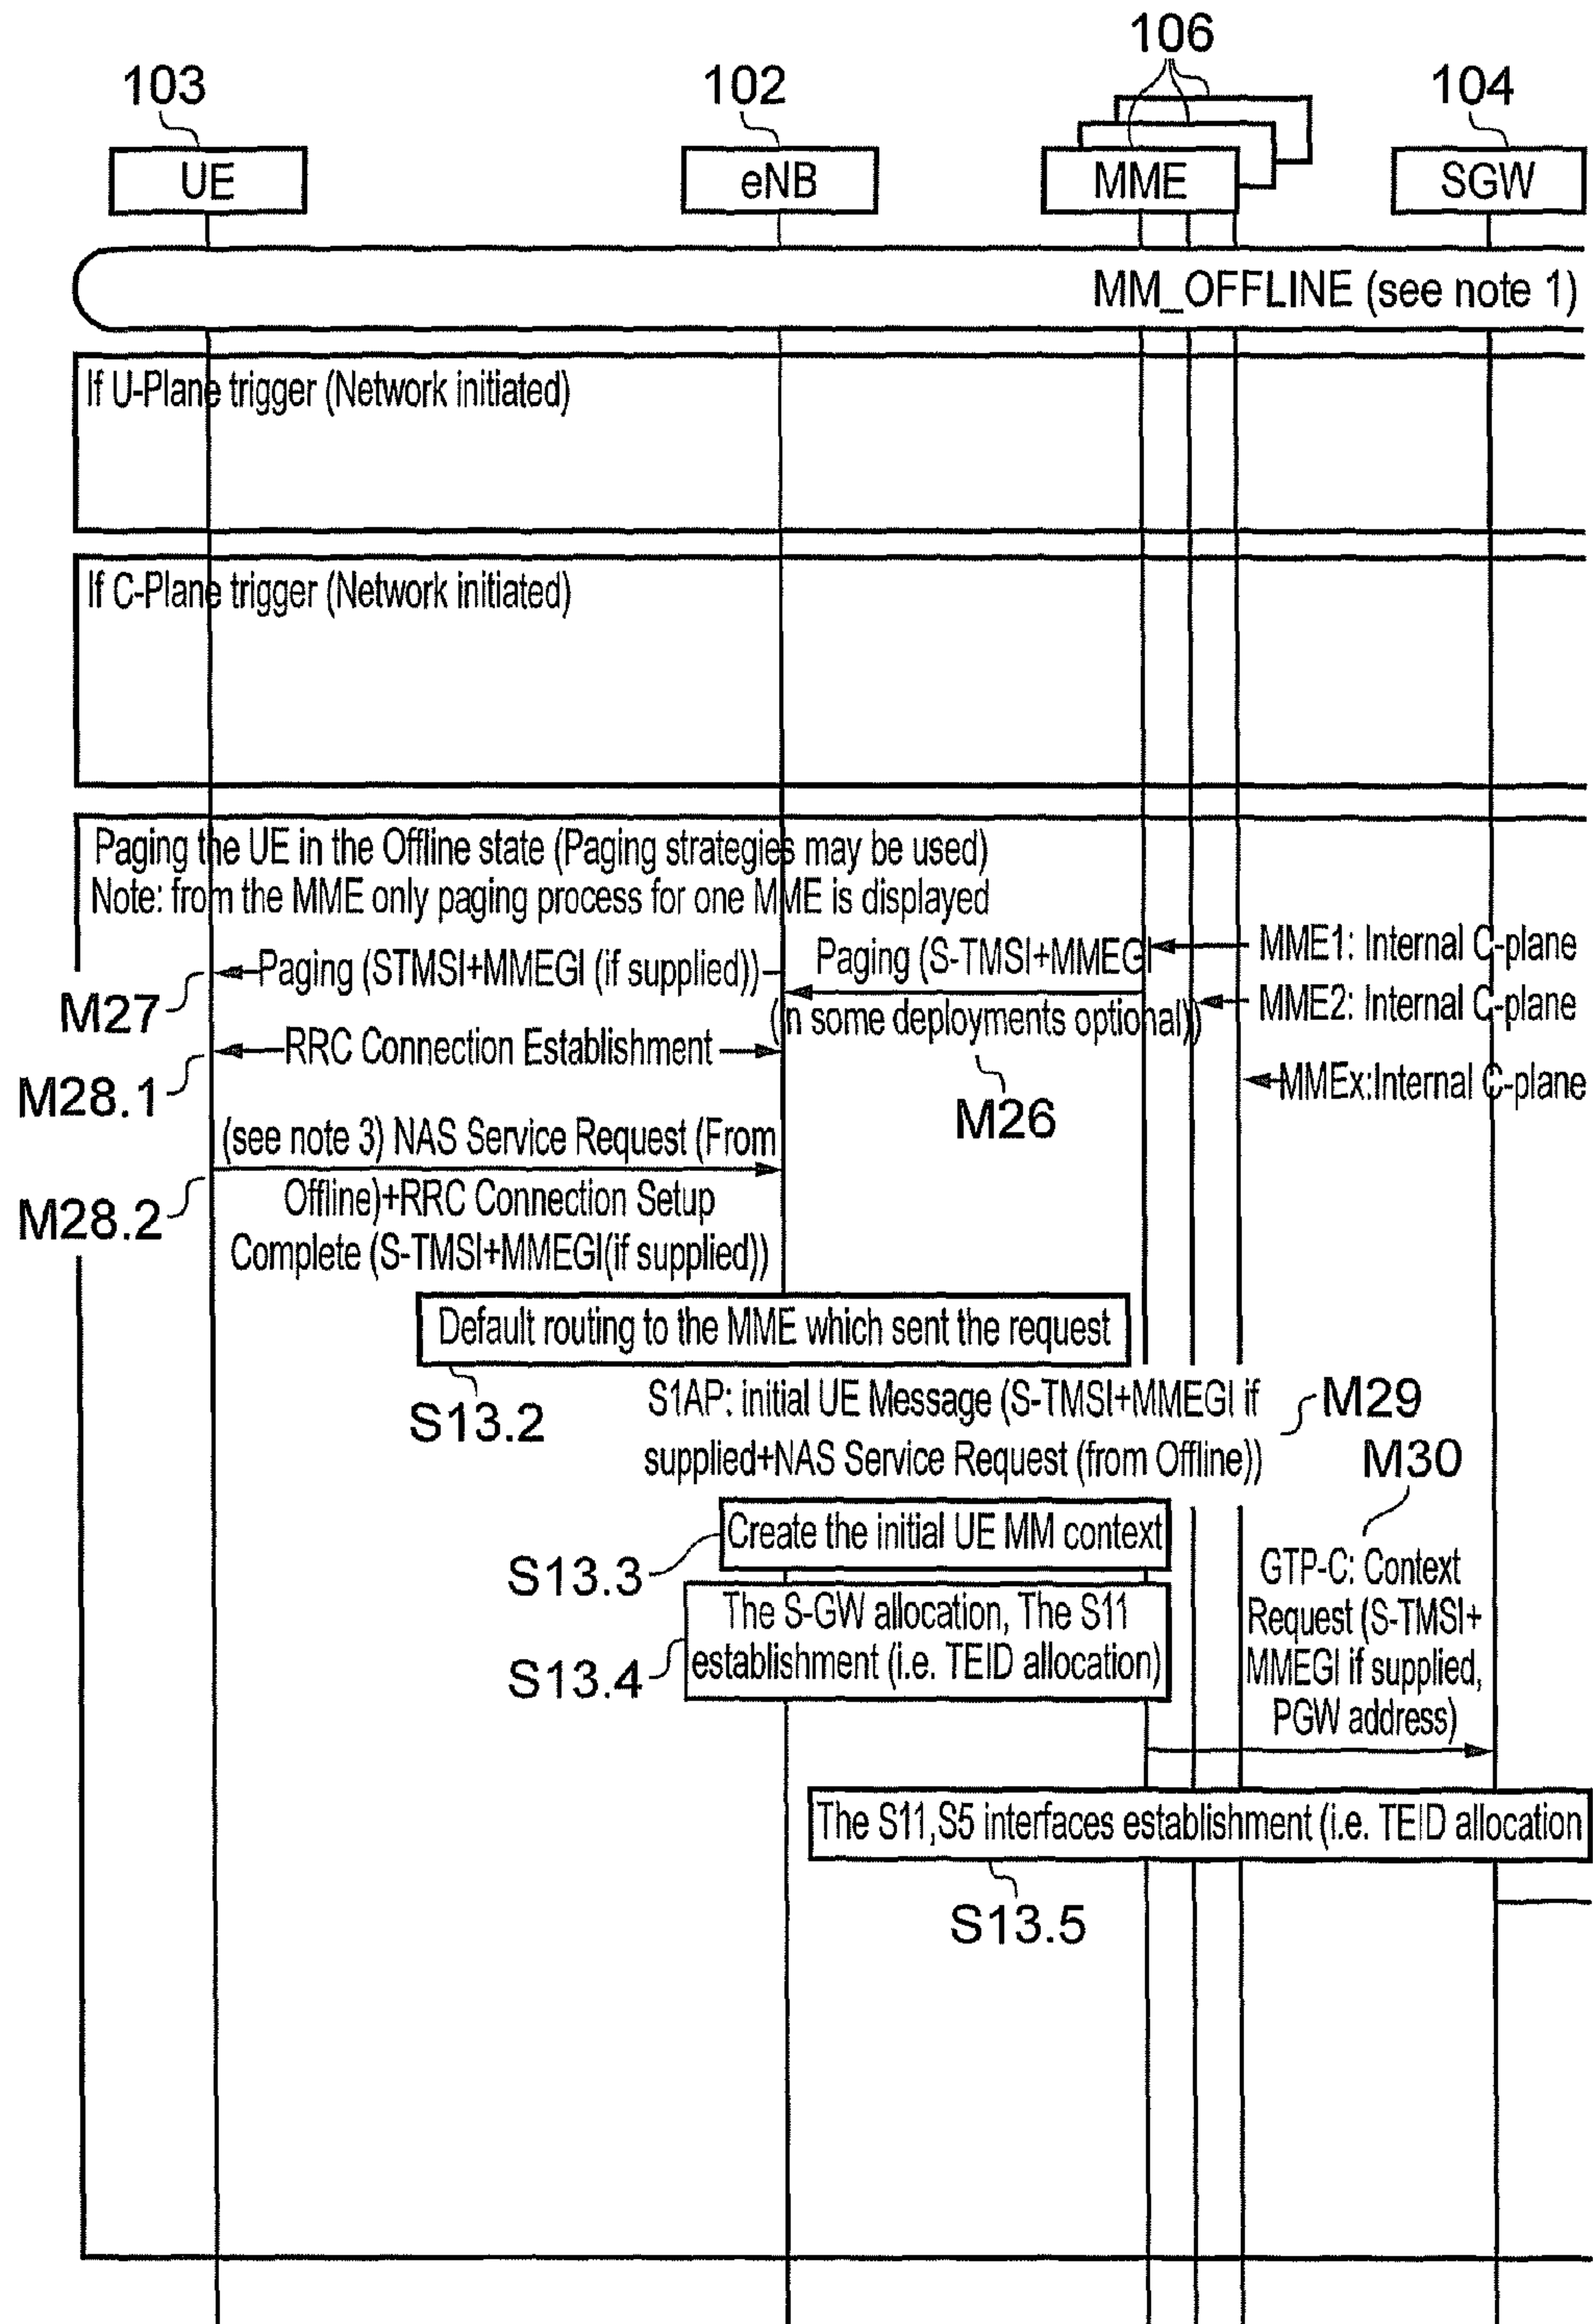 106
103
102
104
UE
eNB
MME
SGW
MM_OFFLINE (see note 1)
If U-Plane trigger (Network initiated)
If C-Plane trigger (Network initiated)
Paging the UE in the Offline state (Paging strategies may be used)
Note: from the MME only paging process for one MME is displayed
Paging (S-TMSI+MMEGI
(In some deployments optional))
M26
MME1: Internal C-plane
MME2: Internal C-plane
MMEx:Internal C-plane
Paging (STMSI+MMEGI (if supplied))
M27
RRC Connection Establishment
M28.1
(see note 3) NAS Service Request (From
Offline)+RRC Connection Setup
Complete (S-TMSI+MMEGI(if supplied))
M28.2
Default routing to the MME which sent the request
S13.2
S1AP: initial UE Message (S-TMSI+MMEGI if
supplied+NAS Service Request (from Offline))
M29
M30
Create the initial UE MM context
S13.3
The S-GW allocation, The S11
establishment (i.e. TEID allocation)
S13.4
GTP-C: Context
Request (S-TMSI+
MMEGI if supplied,
PGW address)
The S11,S5 interfaces establishment (i.e. TEID allocation
S13.5